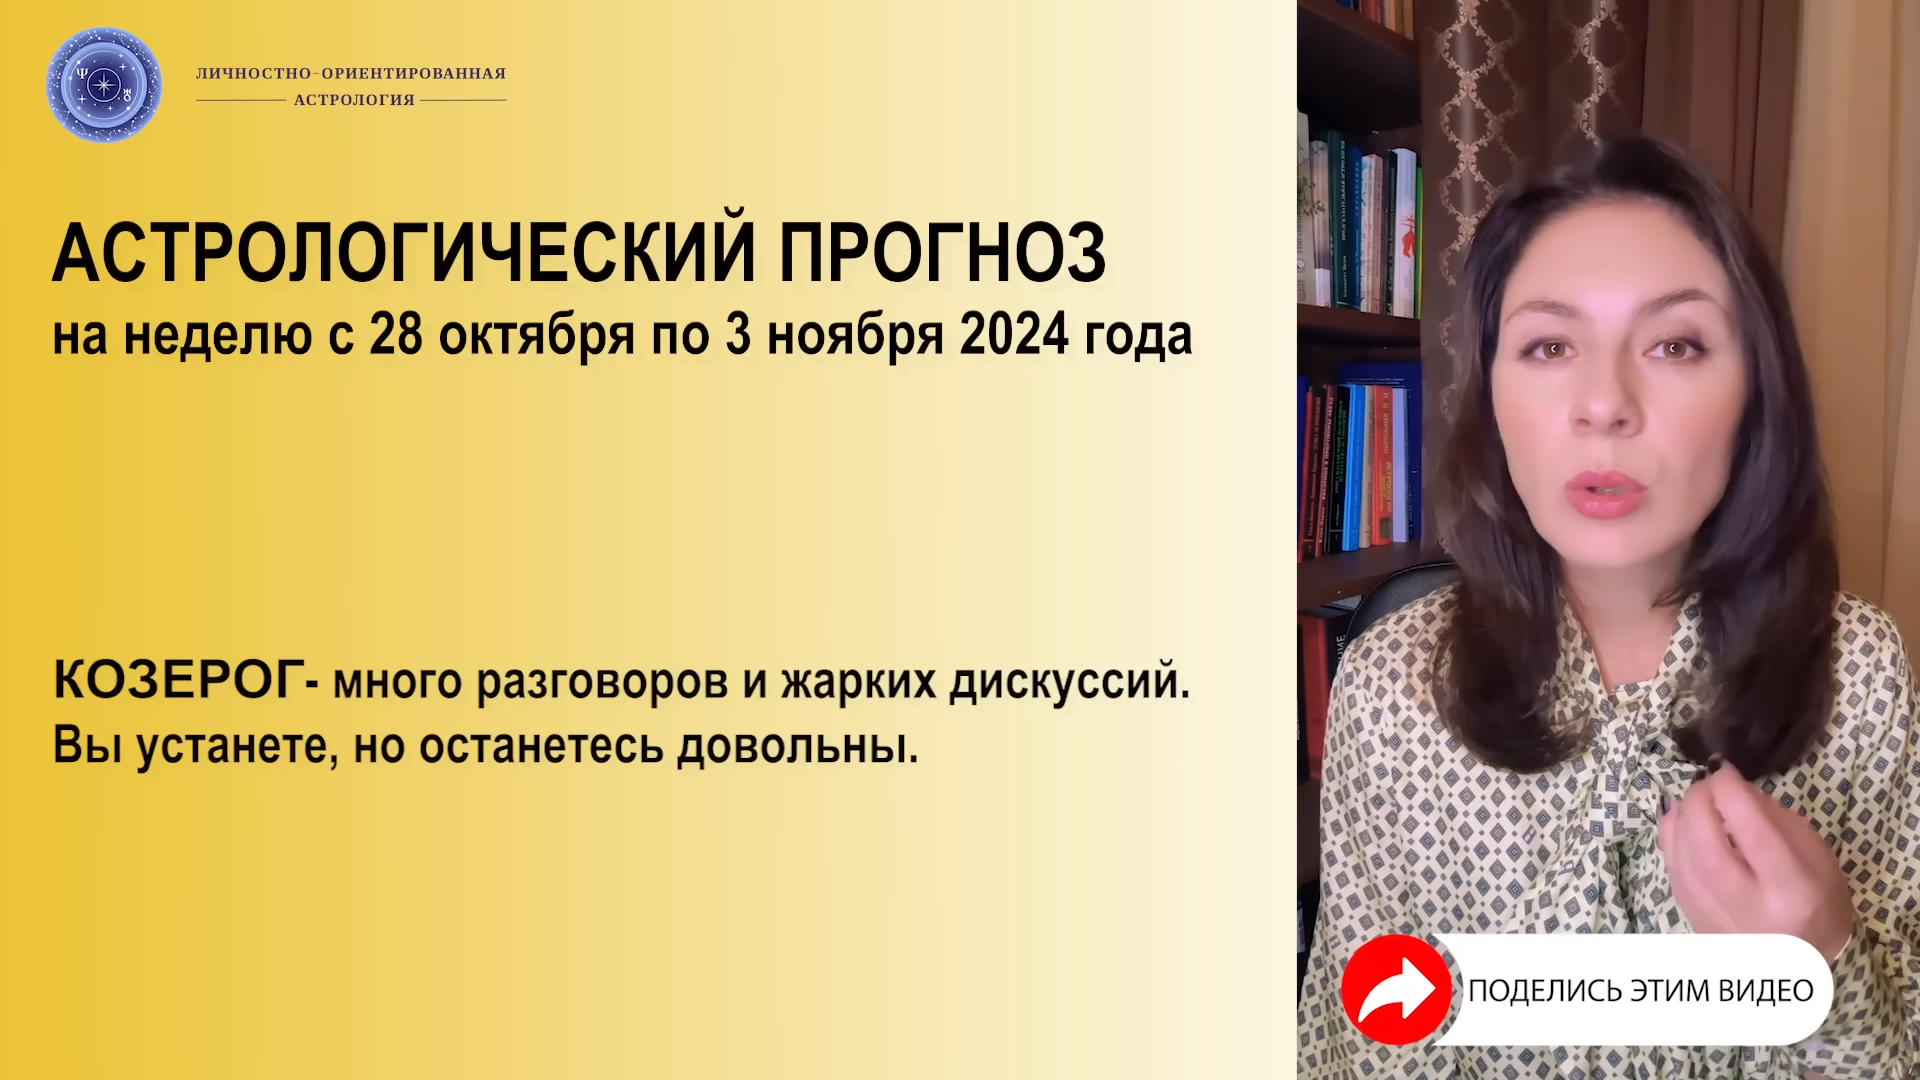 ЛИЧНОСТНО-ОРИЕНТИРОВАННАЯ
АСТРОЛОГИЯ
АСТРОЛОГИЧЕСКИЙ ПРОГНОЗ
на неделю с 28 октября по 3 ноября 2024 года
КОЗЕРОГ- много разговоров и жарких дискуссий.
Вы устанете, но останетесь довольны.
ПОДЕЛИСЬ ЭТИМ ВИДЕО